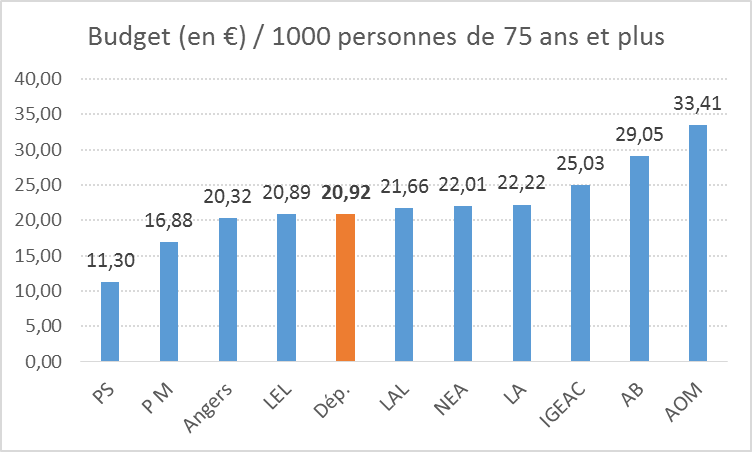 Budget (en €) / 1000 personnes de 75 ans et plus
40,00
35,00
30,00
25,00
20,00
15,00
10,00
5,00
0,00
11,30
16,88
20,32
20,89
20,92
21,66
22,01
22,22
25,03
29,05
33,41
PS
P M
Angers
LEL
Dép.
LAL
NEA
LA
IGEAC
AB
AOM